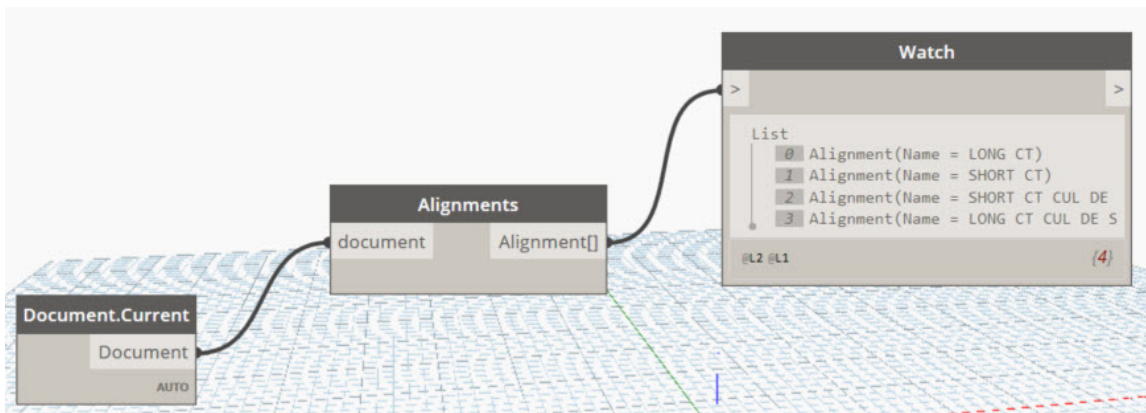 Document.Current
Document
AUTO
Alignments
document
Alignment[]
Watch
>
>
List
0 Alignment(Name = LONG CT)
1 Alignment(Name = SHORT CT)
2 Alignment(Name = SHORT CT CUL DE
3 Alignment(Name = LONG CT CUL DE S
@L2 @L1
{4}